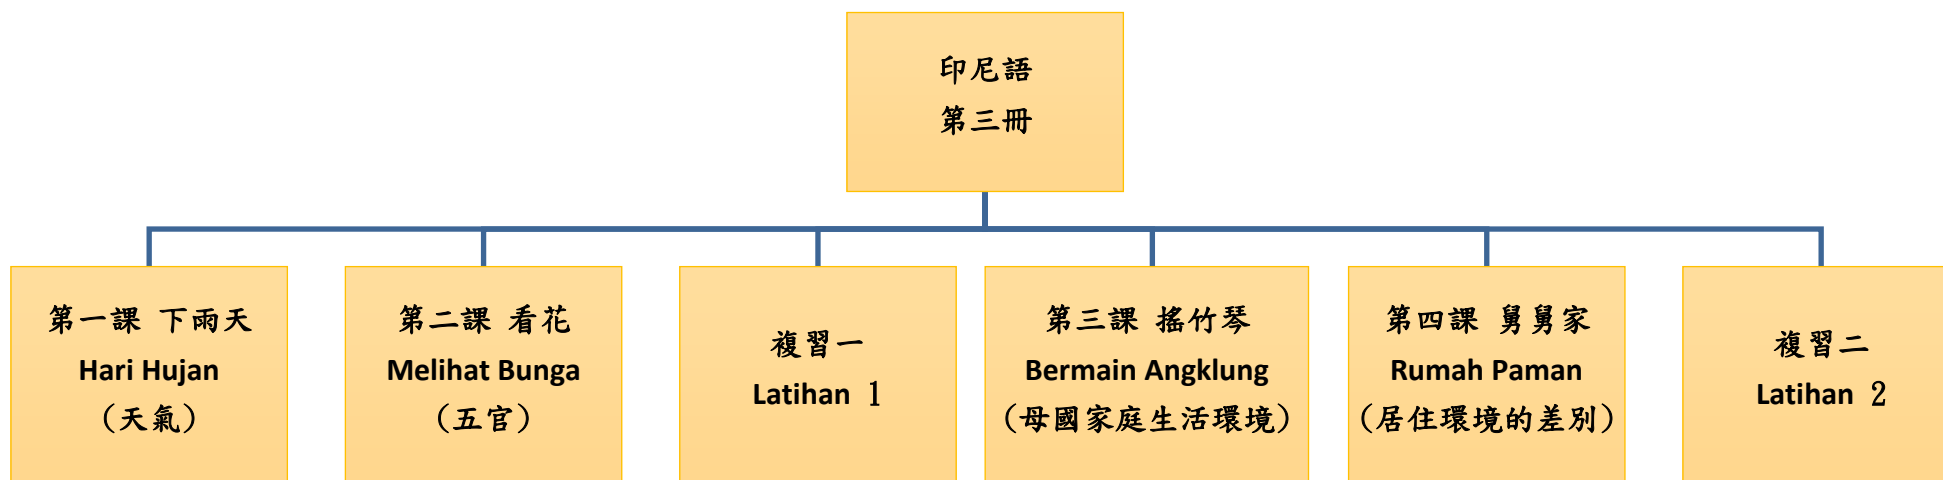 印尼語
第三冊
第一課 下雨天
Hari Hujan
(天氣)
第二課 看花
Melihat Bunga
(五官)
複習一
Latihan 1
第三課 搖竹琴
Bermain Angklung
(母國家庭生活環境)
第四課 舅舅家
Rumah Paman
(居住環境的差別)
複習二
Latihan 2